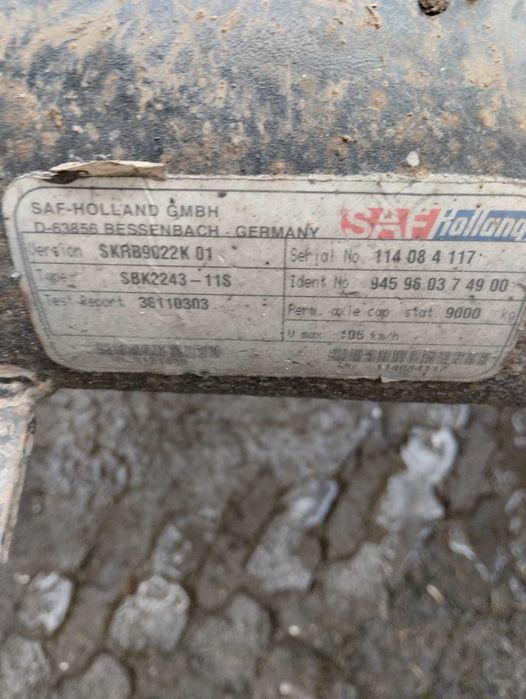 SAF-HOLLAND GMBH
D-63856 BESSENBACH - GERMANY
SAF Holland
Version SKRB9022K 01
Type SBK2243-11S
Test Report 36110303
Serial No. 114 08 4 117
Ident No. 945 96 03 7 49 00
Perm. axle cap stat 9000 kg
V max 105 km/h
SN 114084117